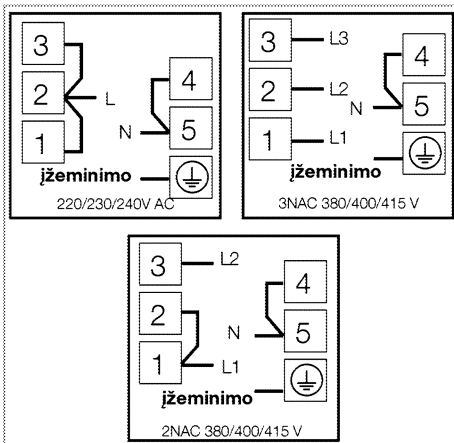 3
2
L
1
4
N
5
įžeminimo
220/230/240V AC
3
L3
2
L2
1
L1
4
N
5
įžeminimo
3NAC 380/400/415 V
3
L2
2
1
L1
4
N
5
įžeminimo
2NAC 380/400/415 V